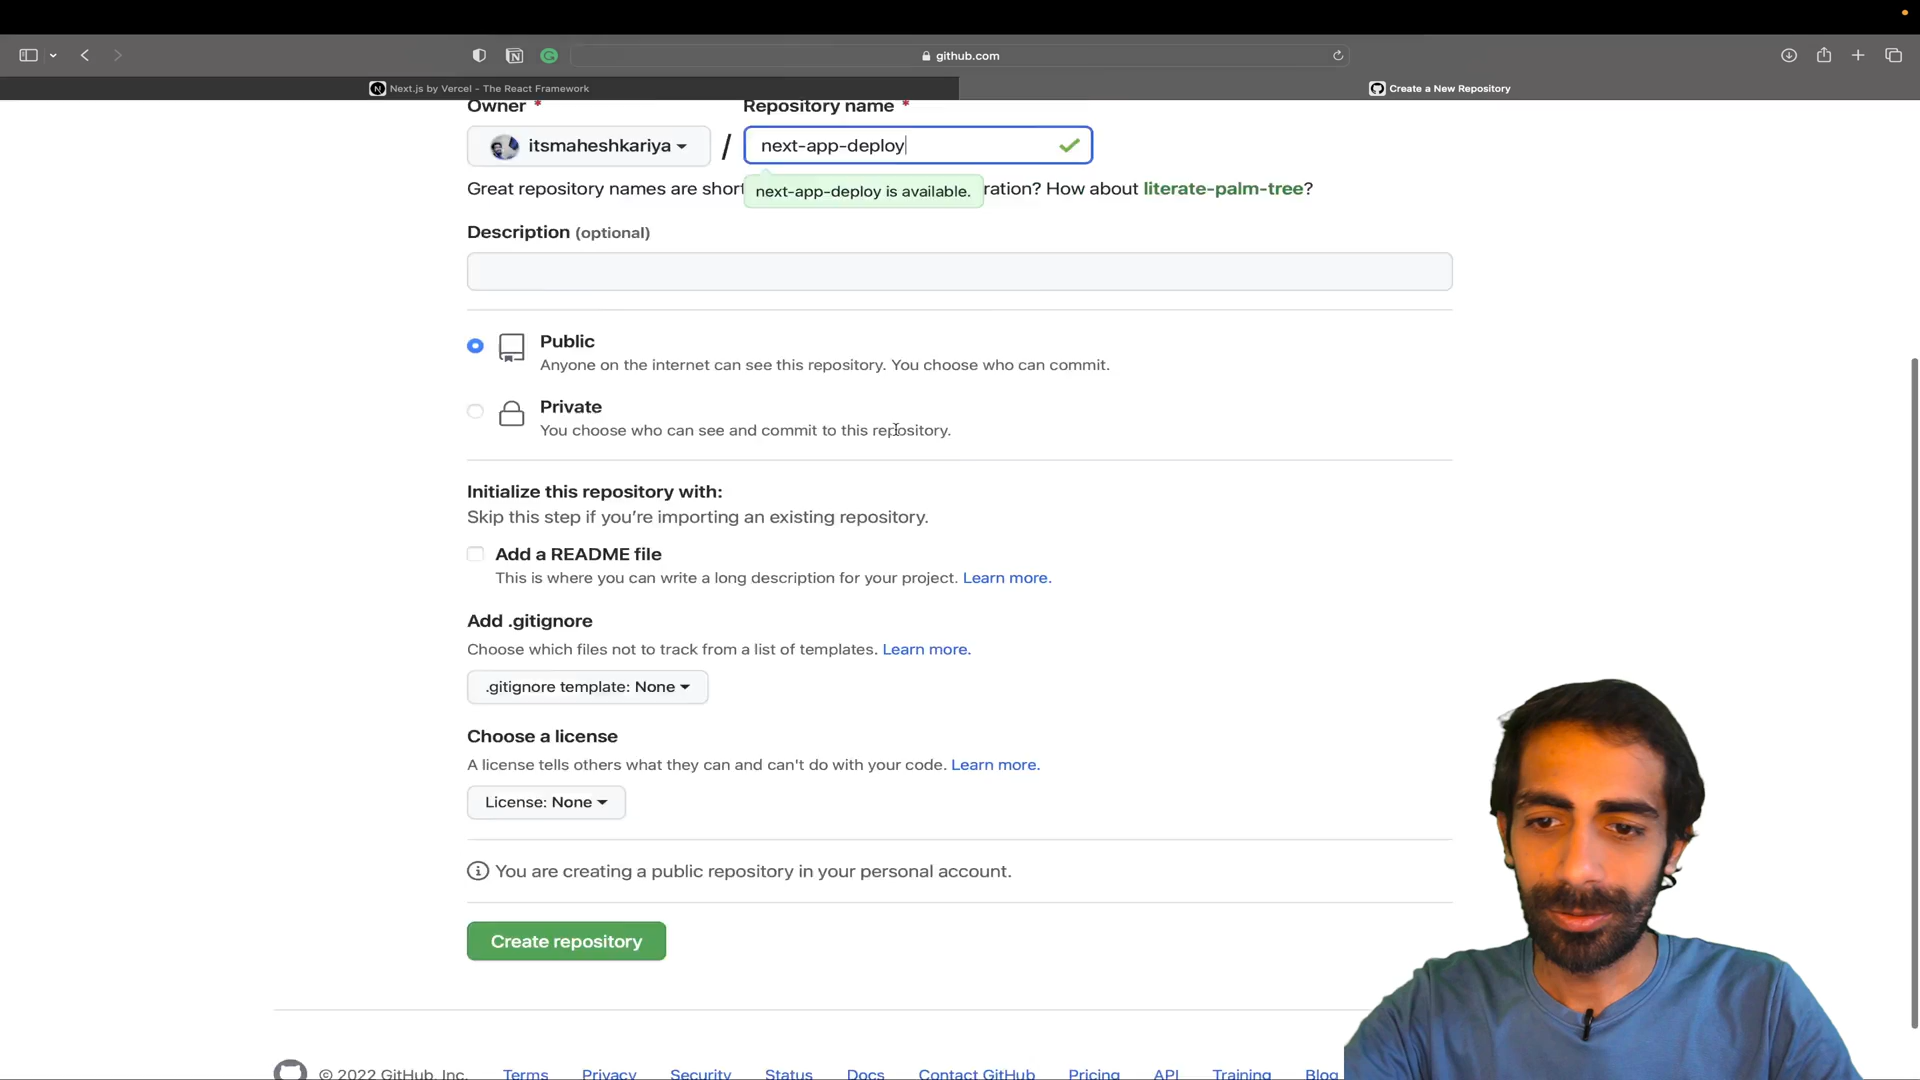 github.com
Next.js by Vercel - The React Framework
Create a New Repository
Owner *
Repository name *
itsmaheshkariya
/
next-app-deploy
Great repository names are short
next-app-deploy is available.
ration? How about literate-palm-tree?
Description (optional)
Public
Anyone on the internet can see this repository. You choose who can commit.
Private
You choose who can see and commit to this repository.
Initialize this repository with:
Skip this step if you're importing an existing repository.
Add a README file
This is where you can write a long description for your project. Learn more.
Add .gitignore
Choose which files not to track from a list of templates. Learn more.
.gitignore template: None
Choose a license
A license tells others what they can and can't do with your code. Learn more.
License: None
You are creating a public repository in your personal account.
Create repository
© 2022 GitHub, Inc. Terms Privacy Security Status Docs Contact GitHub Pricing API Training Blog